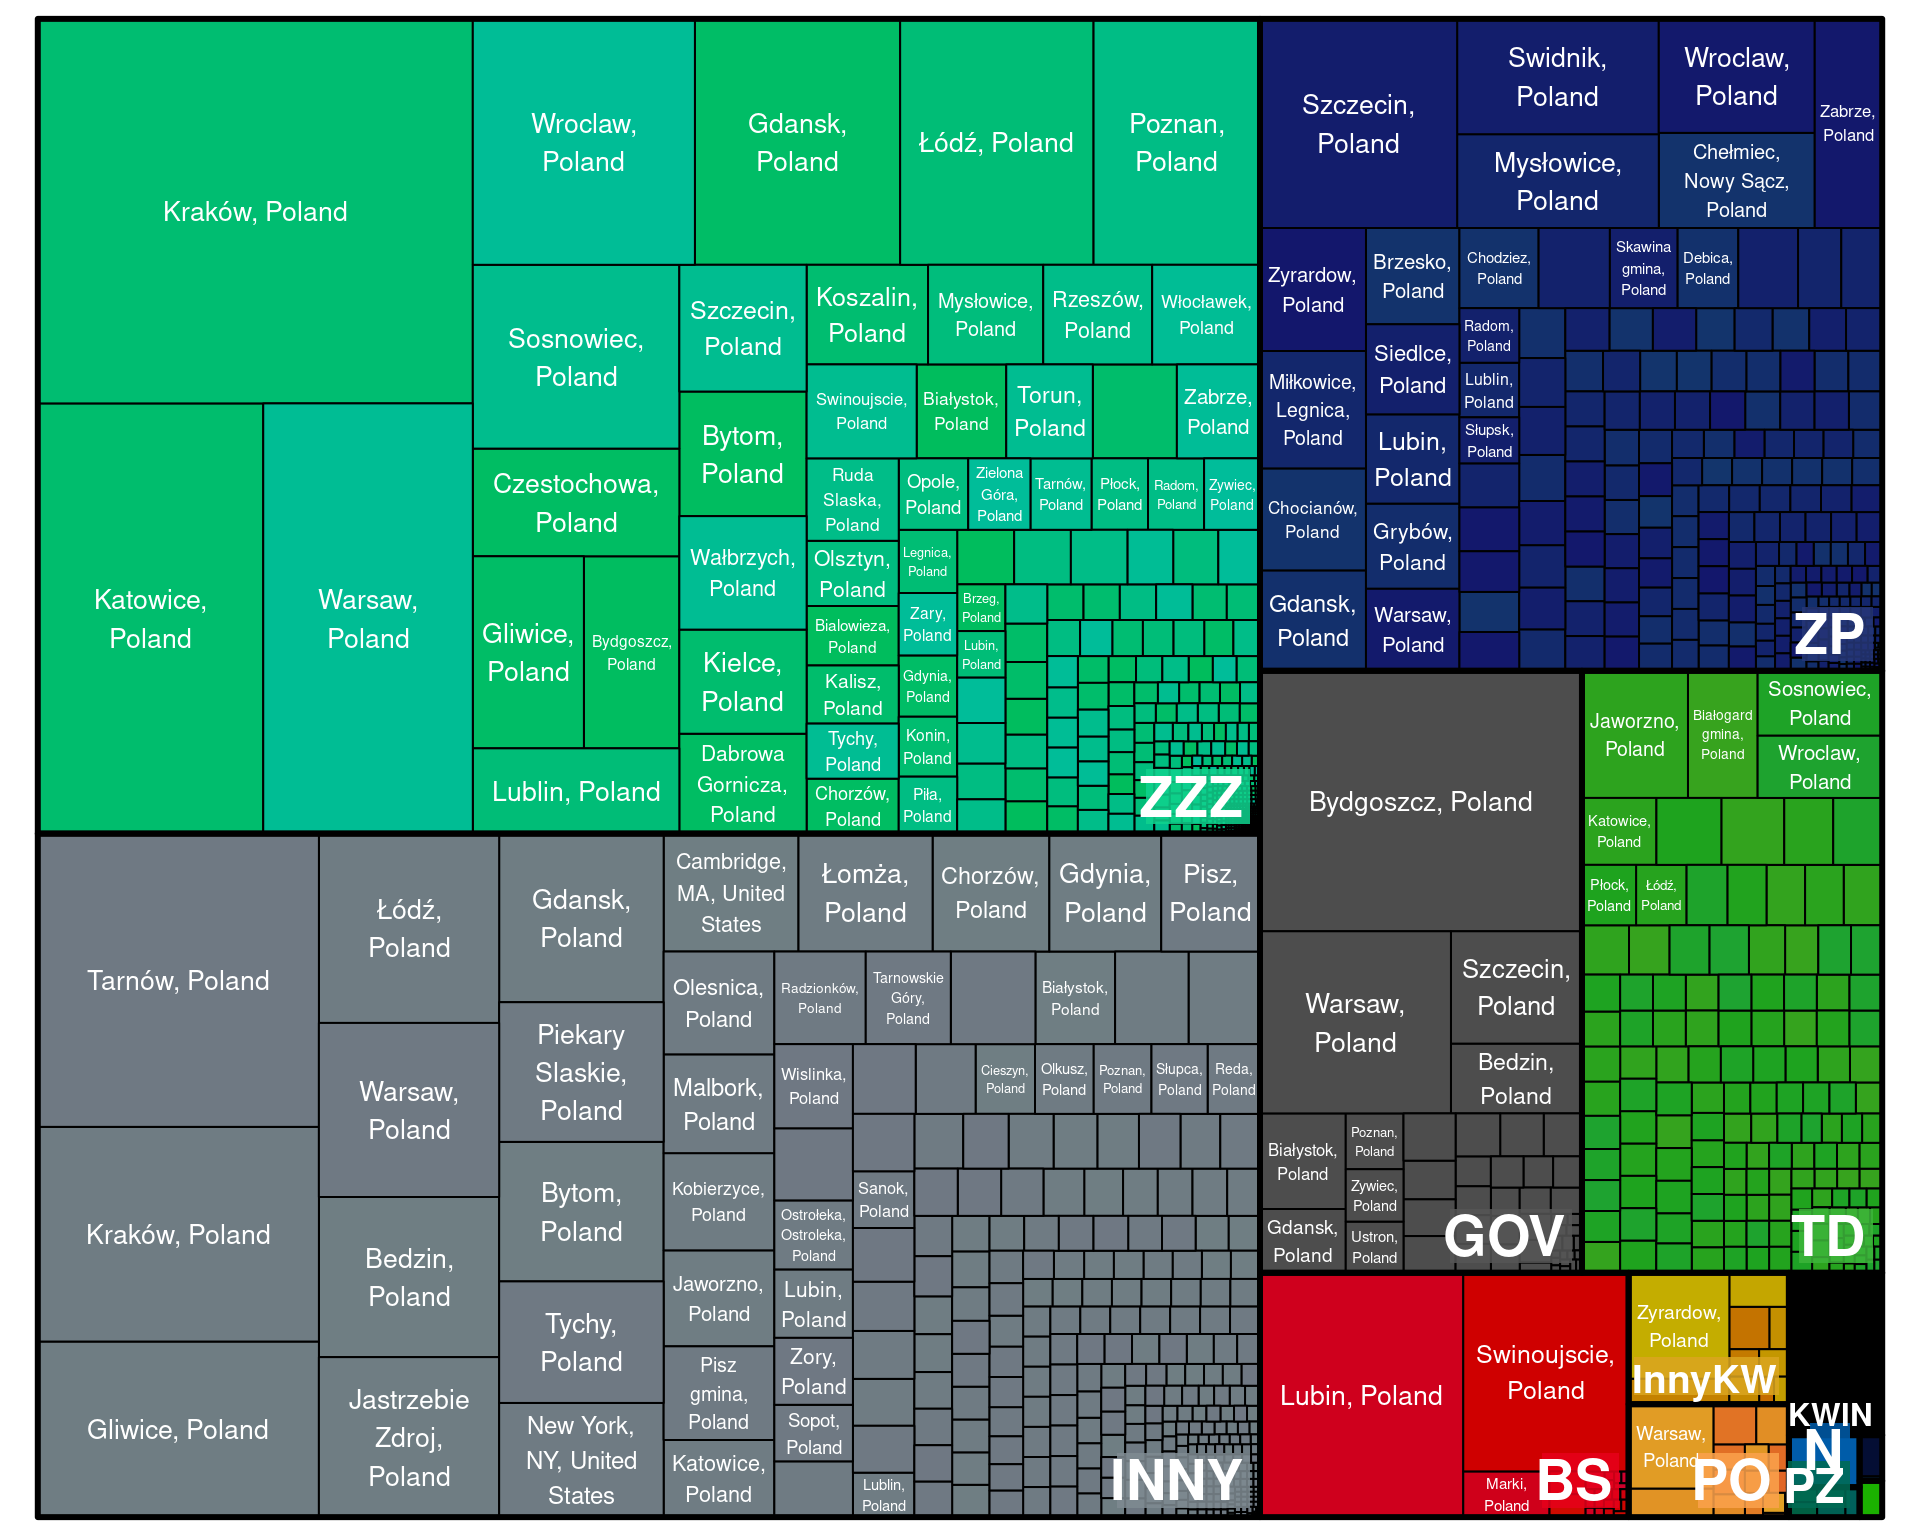 Kraków, Poland
Wroclaw,
Poland
Gdansk,
Poland
Łódź, Poland
Poznan,
Poland
Katowice,
Poland
Warsaw,
Poland
Sosnowiec,
Poland
Czestochowa,
Poland
Gliwice,
Poland
Bydgoszcz,
Poland
Lublin, Poland
Szczecin,
Poland
Bytom,
Poland
Wałbrzych,
Poland
Kielce,
Poland
Dabrowa
Gornicza,
Poland
Koszalin,
Poland
Mysłowice,
Poland
Rzeszów,
Poland
Włocławek,
Poland
Swinoujscie,
Poland
Białystok,
Poland
Torun,
Poland
Zabrze,
Poland
Ruda
Slaska,
Poland
Opole,
Poland
Zielona
Góra,
Poland
Tarnów,
Poland
Płock,
Poland
Radom,
Poland
Zywiec,
Poland
Olsztyn,
Poland
Bialowieza,
Poland
Kalisz,
Poland
Tychy,
Poland
Chorzów,
Poland
Legnica,
Poland
Zary,
Poland
Gdynia,
Poland
Konin,
Poland
Piła,
Poland
Brzeg,
Poland
Lubin,
Poland
ZZZ
Szczecin,
Poland
Swidnik,
Poland
Wroclaw,
Poland
Zabrze,
Poland
Mysłowice,
Poland
Chełmiec,
Nowy Sącz,
Poland
Zyrardow,
Poland
Brzesko,
Poland
Chodziez,
Poland
Skawina
gmina,
Poland
Debica,
Poland
Miłkowice,
Legnica,
Poland
Siedlce,
Poland
Radom,
Poland
Lublin,
Poland
Słupsk,
Poland
Lubin,
Poland
Chocianów,
Poland
Grybów,
Poland
Gdansk,
Poland
Warsaw,
Poland
ZP
Tarnów, Poland
Kraków, Poland
Gliwice, Poland
Łódź,
Poland
Warsaw,
Poland
Bedzin,
Poland
Jastrzebie
Zdroj,
Poland
Gdansk,
Poland
Piekary
Slaskie,
Poland
Bytom,
Poland
Tychy,
Poland
New York,
NY, United
States
Cambridge,
MA, United
States
Łomża,
Poland
Chorzów,
Poland
Gdynia,
Poland
Pisz,
Poland
Olesnica,
Poland
Malbork,
Poland
Kobierzyce,
Poland
Jaworzno,
Poland
Pisz
gmina,
Poland
Katowice,
Poland
Radzionków,
Poland
Tarnowskie
Góry,
Poland
Białystok,
Poland
Wislinka,
Poland
Cieszyn,
Poland
Olkusz,
Poland
Poznan,
Poland
Słupca,
Poland
Reda,
Poland
Sanok,
Poland
Ostrołeka,
Ostroleka,
Poland
Lubin,
Poland
Zory,
Poland
Sopot,
Poland
Lublin,
Poland
INNY
Bydgoszcz, Poland
Warsaw,
Poland
Szczecin,
Poland
Bedzin,
Poland
Białystok,
Poland
Gdansk,
Poland
Poznan,
Poland
Zywiec,
Poland
Ustron,
Poland
GOV
Jaworzno,
Poland
Białogard
gmina,
Poland
Sosnowiec,
Poland
Wroclaw,
Poland
Katowice,
Poland
Płock,
Poland
Łódź,
Poland
TD
Lubin, Poland
Swinoujscie,
Poland
Marki,
Poland
BS
Zyrardow,
Poland
InnyKW
Warsaw,
Poland
PO
KWIN
N
PZ